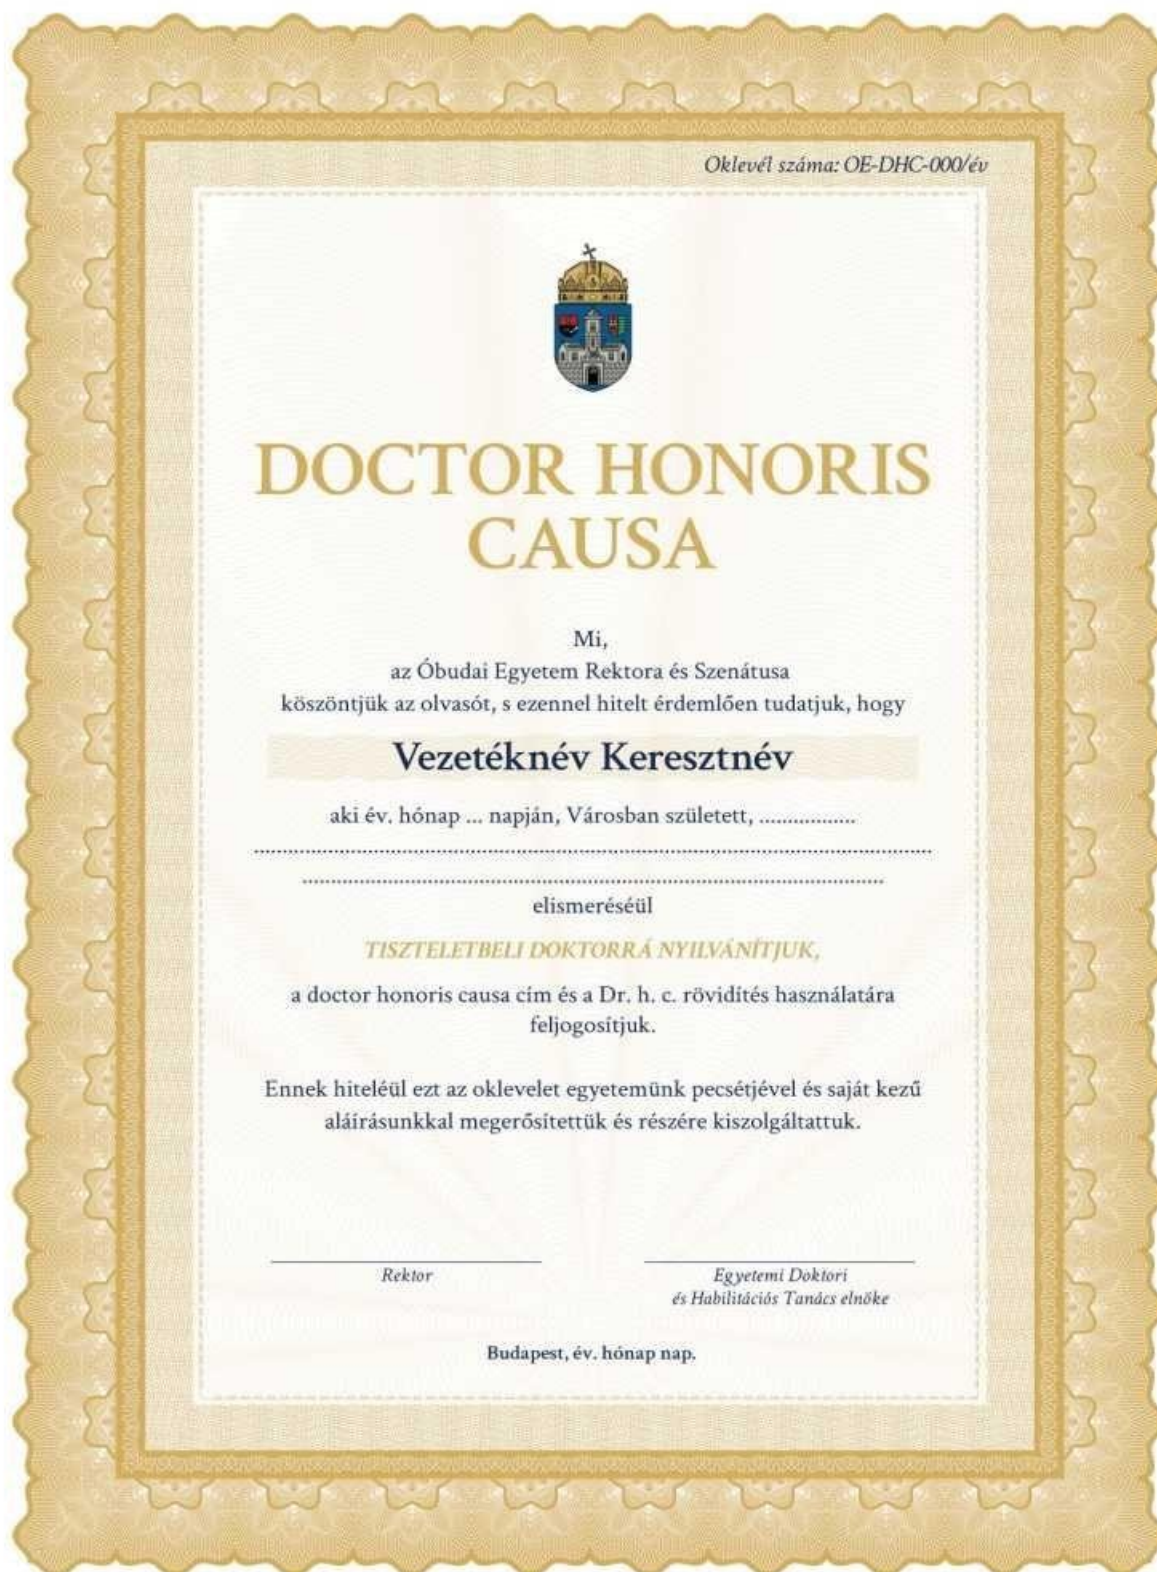 Oklevél száma: OE-DHC-000/év
DOCTOR HONORIS
CAUSA
Mi,
az Óbudai Egyetem Rektora és Szenátusa
köszöntjük az olvasót, s ezennel hitelt érdemlően tudatjuk, hogy
Vezetéknév Keresztnév
aki év. hónap ... napján, Városban született, .................
........................................................................................................................
.......................................................................................................
elismeréséül
TISZTELETBELI DOKTORRÁ NYILVÁNÍTJUK,
a doctor honoris causa cím és a Dr. h. c. rövidítés használatára
feljogosítjuk.
Ennek hiteléül ezt az oklevelet egyetemünk pecsétjével és saját kezű
aláírásunkkal megerősítettük és részére kiszolgáltattuk.
Rektor
Egyetemi Doktori
és Habilitációs Tanács elnöke
Budapest, év. hónap nap.